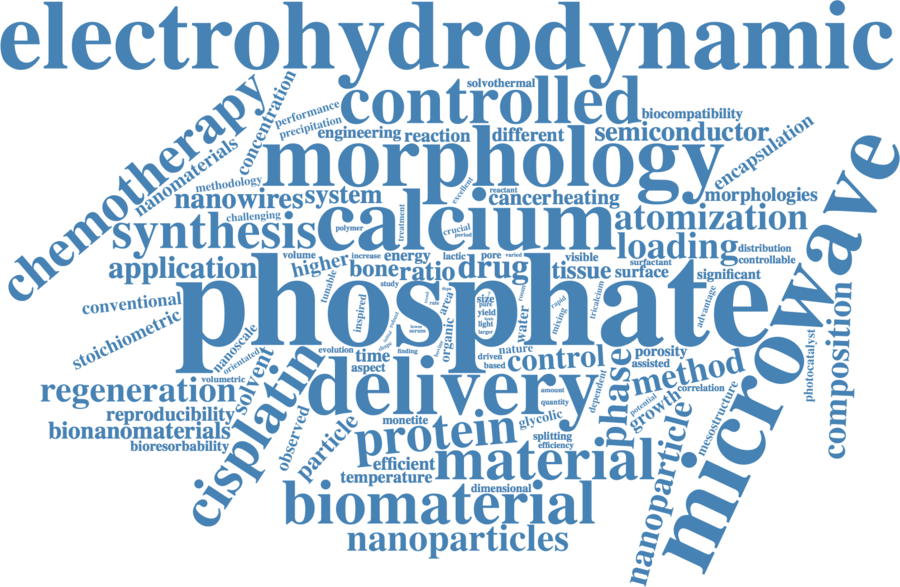 electrohydrodynamic
chemotherapy
concentration
performance
precipitation
solvothermal
controlled
biocompatibility
engineering
reaction
different
semiconductor
encapsulation
nanomaterials
morphology
microwave
methodology
nanowires
system
excellent
reactant
cancer
heating
morphologies
challenging
synthesis
polymer
treatment
calcium
crucial
period
atomization
loading
distribution
controllable
application
volume
higher
increase
energy
lactic
pore
varied
visible
surfactant
bone
ratio
drug
tissue
surface
significant
study
conventional
tunable
phosphate
inspired
area
organic
size
pure
yield
light
larger
water
room
mixing
rapid
tricalcium
advantage
composition
stoichiometric
nanoscale
orientated
lower
serum
photocatalyst
evolution
time
aspect
finding
driven
based
nature
control
phase
porosity
assisted
method
correlation
regeneration
volumetric
solvent
cisplatin
delivery
amount
quantity
dependent
potential
growth
mesostructure
reproducibility
bionanomaterials
bioresorbability
observed
particle
monetite
protein
glycolic
splitting
efficiency
nanoparticle
efficient
temperature
material
dimensional
biomaterial
nanoparticles